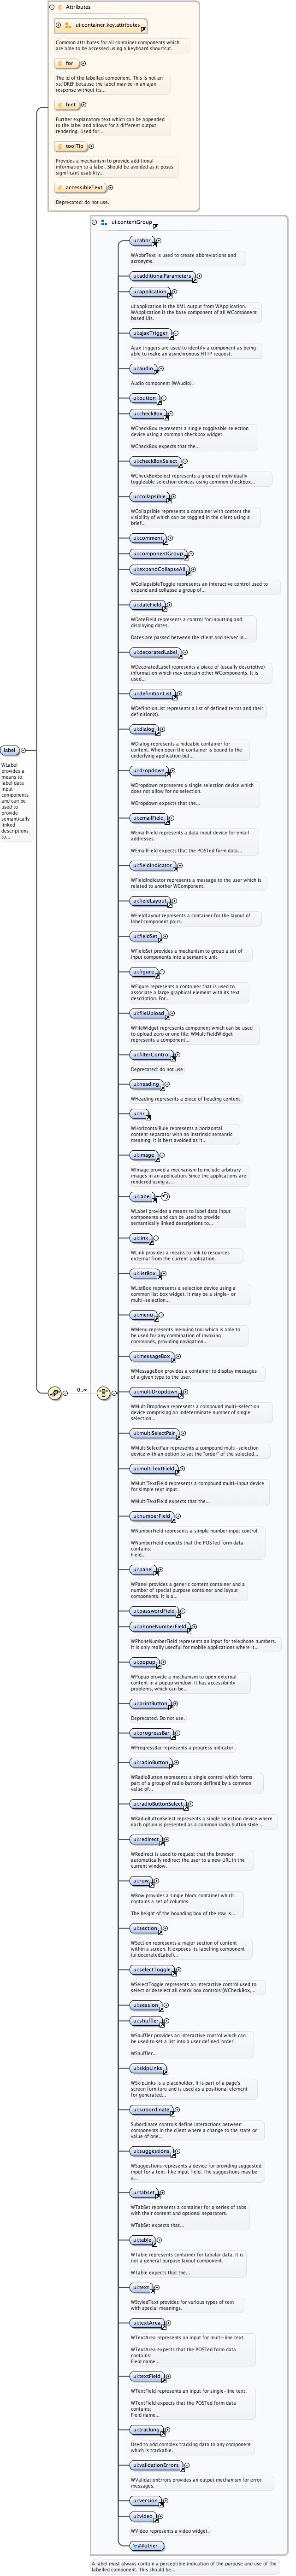 Attributes
ui:container.key.attributes
Common attributes for all container components
which are able to be accessed using a keyboard shortcut.
for
The id of the labelled component. This is not an
xs:IDREF because the label may be in an ajax
response without its...
hint
Further explanatory text which can be appended
to the label and allows for a different output
rendering. Used for...
toolTip
Provides a mechanism to provide additional
information to a label. Should be avoided as it poses
significant usability...
accessibleText
Deprecated: do not use.
ui:contentGroup
ui:abbr
WAbbrText is used to create abbreviations and
acronyms.
ui:additionalParameters
ui:application
ui:application is the XML output from WApplication.
WApplication is the base component of all WComponent
based UIs.
ui:ajaxTrigger
Ajax triggers are used to identify a component as being
able to make an asynchronous HTTP request.
ui:audio
Audio component (WAudio).
ui:button
ui:checkBox
WCheckBox represents a single toggleable selection
device using a common checkbox widget.
WCheckBox expects that the...
ui:checkBoxSelect
WCheckBoxSelect represents a group of individually
toggleable selection devices using common checkbox...
ui:collapsible
WCollapsible represents a container with content the
visibility of which can be toggled in the client using a
brief...
ui:comment
ui:componentGroup
ui:expandCollapseAll
WCollapsibleToggle represents an interactive control used to
expand and collapse a group of...
ui:dateField
WDateField represents a control for inputting and
displaying dates.
Dates are passed between the client and server in...
ui:decoratedLabel
WDecoratedLabel represents a piece of (usually descriptive)
information which may contain other WComponents. It is
used...
ui:definitionList
WDefinitionList represents a list of defined terms and their
definition(s).
ui:dialog
WDialog represents a hideable container for
content. When open the container is bound to the
underlying application but...
ui:dropdown
WDropdown represents a single selection device which
does not allow for no selection.
WDropdown expects that the...
ui:emailField
WEmailField represents a data input device for email
addresses.
WEmailField expects that the POSTed form data...
ui:fieldIndicator
WFieldIndicator represents a message to the user which is
related to another WComponent.
ui:fieldLayout
WFieldLayout represents a container for the layout of
label:component pairs.
ui:fieldSet
WFieldSet provides a mechanism to group a set of
input components into a semantic unit.
ui:figure
WFigure represents a container that is used to
associate a large graphical element with its text
description. For...
ui:fileUpload
WFileWidget represents component which can be used
to upload zero or one file; WMultiFileWidget
represents a component...
ui:filterControl
Deprecated: do not use
ui:heading
WHeading represents a piece of heading content.
ui:hr
WHorizontalRule represents a horizontal
content separator with no instrinsic semantic
meaning. It is best avoided as it...
ui:image
WImage proved a mechanism to include arbitrary
images in an application. Since the applications are
rendered using a...
label
WLabel
provides a
means to
label data
input
components
and can be
used to
provide
semantically
linked
descriptions
to...
ui:label
WLabel provides a means to label data input
components and can be used to provide
semantically linked descriptions to...
ui:link
WLink provides a means to link to resources
external from the current application.
ui:listBox
WListBox represents a selection device using a
common list box widget. It may be a single- or
multi-selection...
ui:menu
WMenu represents menuing tool which is able to
be used for any combination of invoking
commands, providing navigation...
ui:messageBox
WMessageBox provides a container to display messages
of a given type to the user.
0..∞
ui:multiDropdown
WMultiDropdown represents a compound multi-selection
device comprising an indeterminate number of single
selection...
ui:multiSelectPair
WMultiSelectPair represents a compound multi-selection
device with an option to set the "order" of the selected...
ui:multiTextField
WMultiTextField represents a compound multi-input device
for simple text input.
WMultiTextField expects that the...
ui:numberField
WNumberField represents a simple number input control.
WNumberField expects that the POSTed form data
contains:
Field...
ui:panel
WPanel provides a generic content container and a
number of special purpose container and layout
components. It is a...
ui:passwordField
ui:phoneNumberField
WPhoneNumberField represents an input for telephone numbers.
It is only really usedful for mobile applications where it...
ui:popup
WPopup provide a mechanism to open external
content in a popup window. It has accessibility
problems, which can be...
ui:printButton
Deprecated. Do not use.
ui:progressBar
WProgressBar represents a progress indicator.
ui:radioButton
WRadioButton represents a single control which forms
part of a group of radio buttons defined by a common
value of...
ui:radioButtonSelect
WRadioButtonSelect represents a single selection device where
each option is presented as a common radio button style...
ui:redirect
WRedirect is used to request that the browser
automatically redirect the user to a new URL in the
current window.
ui:row
WRow provides a single block container which
contains a set of columns.
The height of the bounding box of the row is...
ui:section
WSection represents a major section of content
within a screen. It exposes its labelling component
(ui:decoratedLabel)...
ui:selectToggle
WSelectToggle represents an interactive control used to
select or deselect all check box controls (WCheckBox,...
ui:session
ui:shuffler
WShuffler provides an interactive control which can
be used to set a list into a user defined 'order'.
WShuffler...
ui:skipLinks
WSkipLinks is a placeholder. It is part of a page's
screen furniture and is used as a positional element
for generated...
ui:subordinate
Subordinate controls define interactions between
components in the client where a change to the state or
value of one...
ui:suggestions
WSuggestions represents a device for providing suggested
input for a text-like input field. The suggestions may be
a...
ui:tabset
WTabSet represents a container for a series of tabs
with their content and optional separators.
WTabSet expects that...
ui:table
WTable represents container for tabular data. It is
not a general purpose layout component.
WTable expects that the...
ui:text
WStyledText provides for various types of text
with special meanings.
ui:textArea
WTextArea represents an input for multi-line text.
WTextArea expects that the POSTed form data
contains:
Field name...
ui:textField
WTextField represents an input for single-line text.
WTextField expects that the POSTed form data
contains:
Field name...
ui:tracking
Used to add complex tracking data to any component
which is trackable.
ui:validationErrors
WValidationErrors provides an output mechanism for error
messages.
ui:version
ui:video
WVideo represents a video widget.
##other
A label must always contain a perceptible indication of the purpose and use of the
labelled component. This should be...